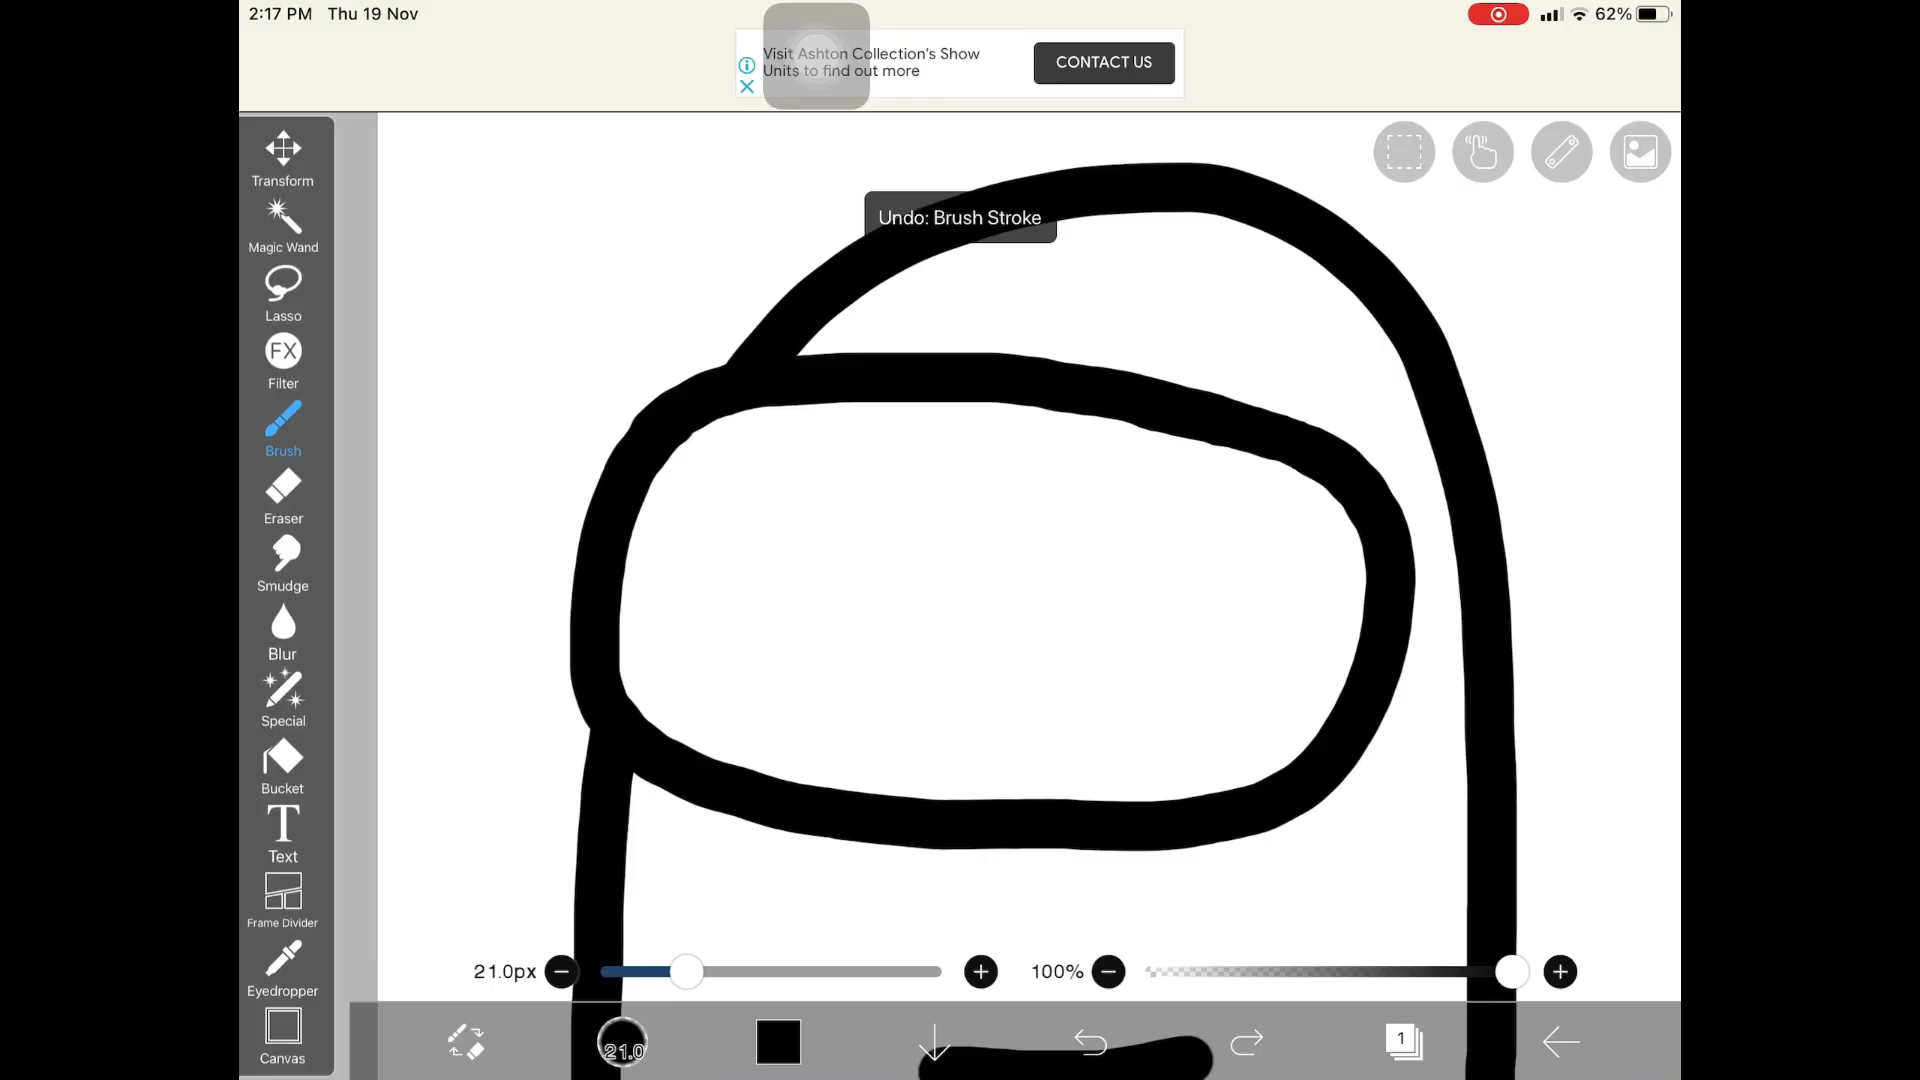 2:17 PM Thu 19 Nov
62%
Visit Ashton Collection's Show
Units to find out more
CONTACT US
Undo: Brush Stroke
Transform
Magic Wand
Lasso
FX
Filter
Brush
Eraser
Smudge
Blur
Special
Bucket
T
Text
Frame Divider
Eyedropper
Canvas
21.0px
100%
21.0
1